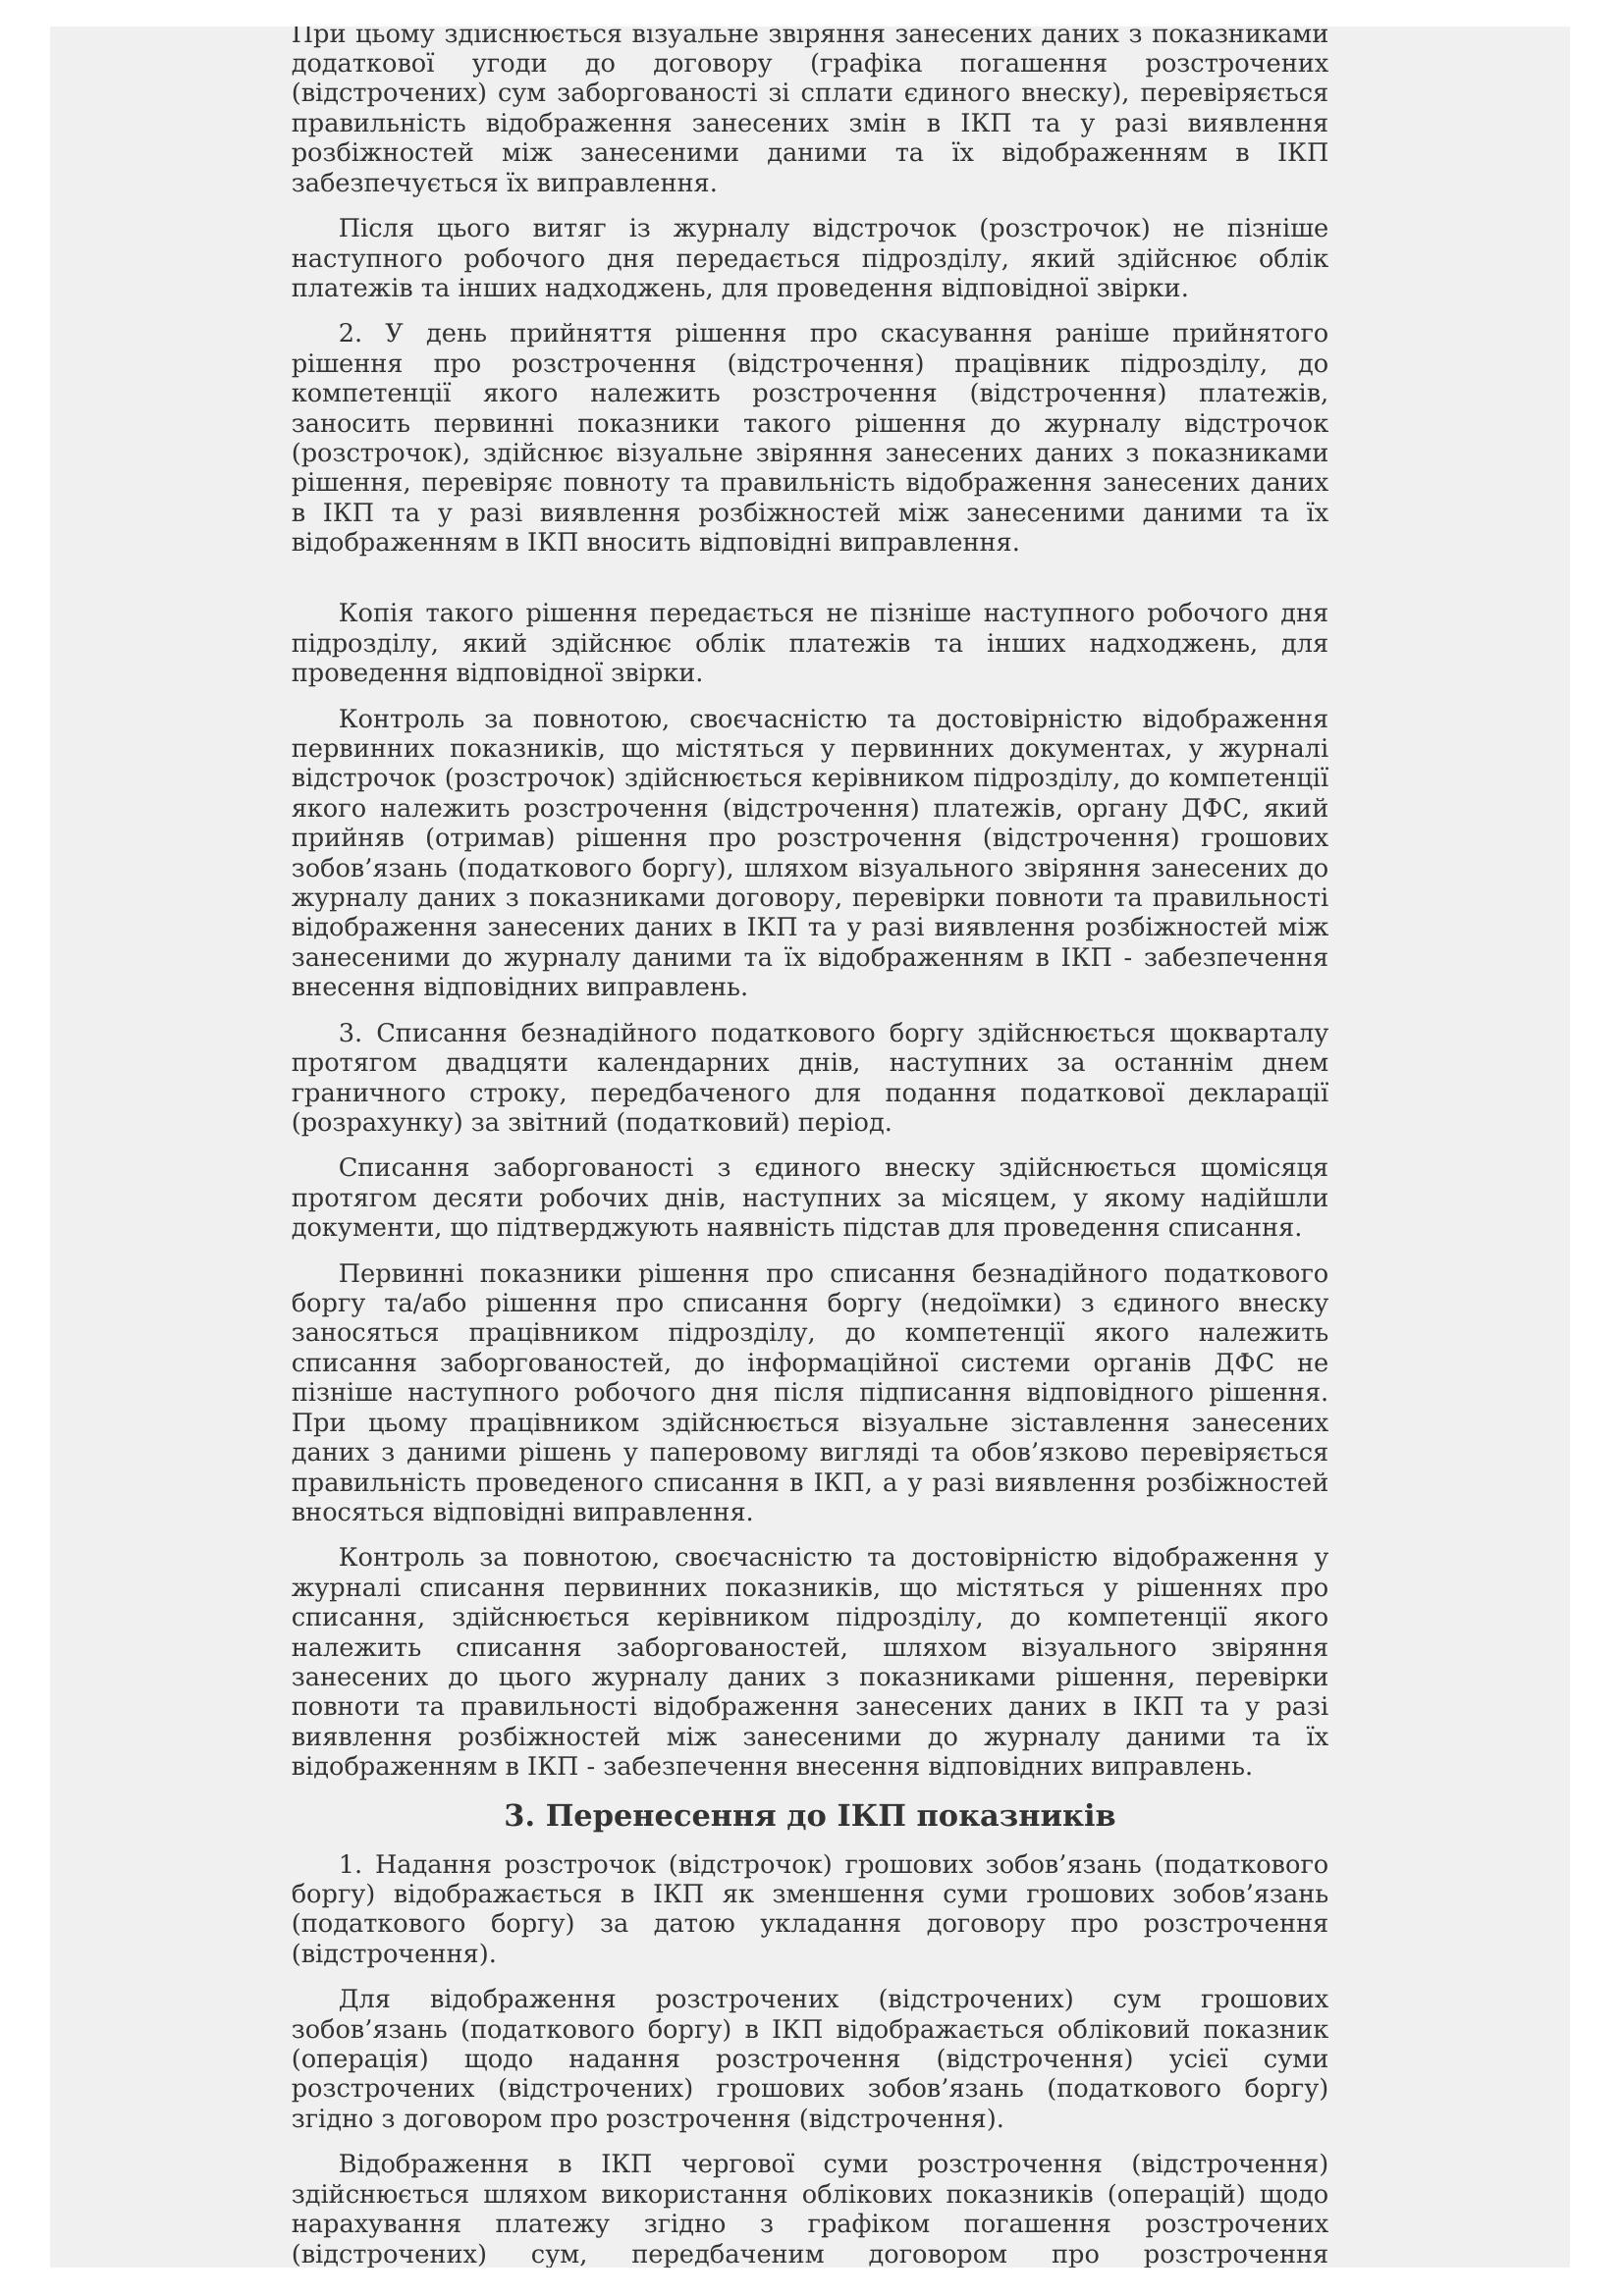 При цьому здійснюється візуальне звіряння занесених даних з показниками
додаткової угоди до договору (графіка погашення розстрочених
(відстрочених) сум заборгованості зі сплати єдиного внеску), перевіряється
правильність відображення занесених змін в ІКП та у разі виявлення
розбіжностей між занесеними даними та їх відображенням в ІКП
забезпечується їх виправлення.
Після цього витяг із журналу відстрочок (розстрочок) не пізніше
наступного робочого дня передається підрозділу, який здійснює облік
платежів та інших надходжень, для проведення відповідної звірки.
2. У день прийняття рішення про скасування раніше прийнятого
рішення про розстрочення (відстрочення) працівник підрозділу, до
компетенції якого належить розстрочення (відстрочення) платежів,
заносить первинні показники такого рішення до журналу відстрочок
(розстрочок), здійснює візуальне звіряння занесених даних з показниками
рішення, перевіряє повноту та правильність відображення занесених даних
в ІКП та у разі виявлення розбіжностей між занесеними даними та їх
відображенням в ІКП вносить відповідні виправлення.
Копія такого рішення передається не пізніше наступного робочого дня
підрозділу, який здійснює облік платежів та інших надходжень, для
проведення відповідної звірки.
Контроль за повнотою, своєчасністю та достовірністю відображення
первинних показників, що містяться у первинних документах, у журналі
відстрочок (розстрочок) здійснюється керівником підрозділу, до компетенції
якого належить розстрочення (відстрочення) платежів, органу ДФС, який
прийняв (отримав) рішення про розстрочення (відстрочення) грошових
зобов’язань (податкового боргу), шляхом візуального звіряння занесених до
журналу даних з показниками договору, перевірки повноти та правильності
відображення занесених даних в ІКП та у разі виявлення розбіжностей між
занесеними до журналу даними та їх відображенням в ІКП - забезпечення
внесення відповідних виправлень.
3. Списання безнадійного податкового боргу здійснюється щокварталу
протягом двадцяти календарних днів, наступних за останнім днем
граничного строку, передбаченого для подання податкової декларації
(розрахунку) за звітний (податковий) період.
Списання заборгованості з єдиного внеску здійснюється щомісяця
протягом десяти робочих днів, наступних за місяцем, у якому надійшли
документи, що підтверджують наявність підстав для проведення списання.
Первинні показники рішення про списання безнадійного податкового
боргу та/або рішення про списання боргу (недоїмки) з єдиного внеску
заносяться працівником підрозділу, до компетенції якого належить
списання заборгованостей, до інформаційної системи органів ДФС не
пізніше наступного робочого дня після підписання відповідного рішення.
При цьому працівником здійснюється візуальне зіставлення занесених
даних з даними рішень у паперовому вигляді та обов’язково перевіряється
правильність проведеного списання в ІКП, а у разі виявлення розбіжностей
вносяться відповідні виправлення.
Контроль за повнотою, своєчасністю та достовірністю відображення у
журналі списання первинних показників, що містяться у рішеннях про
списання, здійснюється керівником підрозділу, до компетенції якого
належить списання заборгованостей, шляхом візуального звіряння
занесених до цього журналу даних з показниками рішення, перевірки
повноти та правильності відображення занесених даних в ІКП та у разі
виявлення розбіжностей між занесеними до журналу даними та їх
відображенням в ІКП - забезпечення внесення відповідних виправлень.
3. Перенесення до ІКП показників
1. Надання розстрочок (відстрочок) грошових зобов’язань (податкового
боргу) відображається в ІКП як зменшення суми грошових зобов’язань
(податкового боргу) за датою укладання договору про розстрочення
(відстрочення).
Для відображення розстрочених (відстрочених) сум грошових
зобов’язань (податкового боргу) в ІКП відображається обліковий показник
(операція) щодо надання розстрочення (відстрочення) усієї суми
розстрочених (відстрочених) грошових зобов’язань (податкового боргу)
згідно з договором про розстрочення (відстрочення).
Відображення в ІКП чергової суми розстрочення (відстрочення)
здійснюється шляхом використання облікових показників (операцій) щодо
нарахування платежу згідно з графіком погашення розстрочених
(відстрочених) сум, передбаченим договором про розстрочення